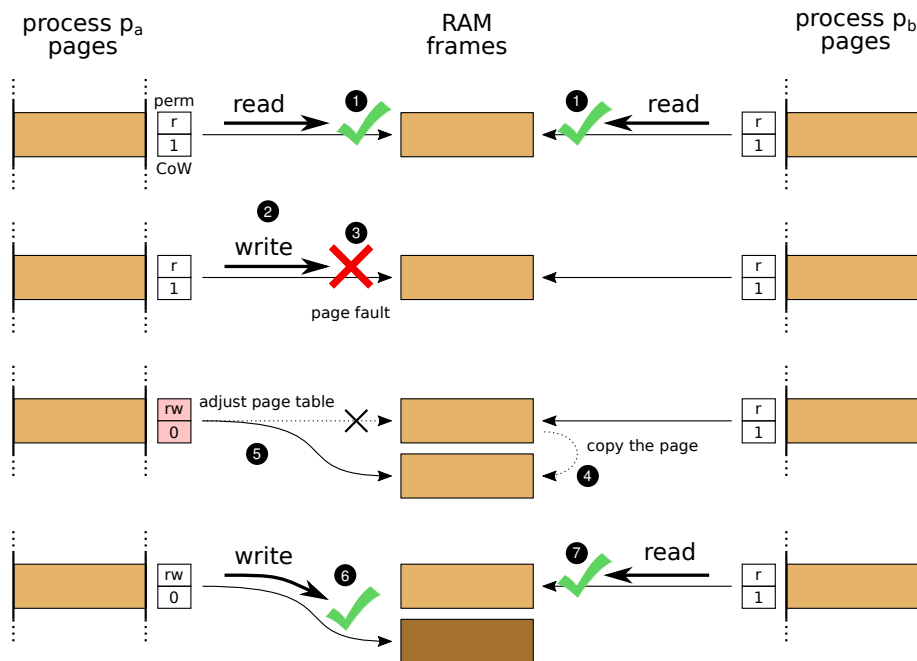 process pa
pages
RAM
frames
process pb
pages
perm
r
1
CoW
read
1
1
read
r
1
2
write
3
r
1
page fault
r
1
rw
0
adjust page table
5
copy the page
4
r
1
rw
0
write
6
7
read
r
1